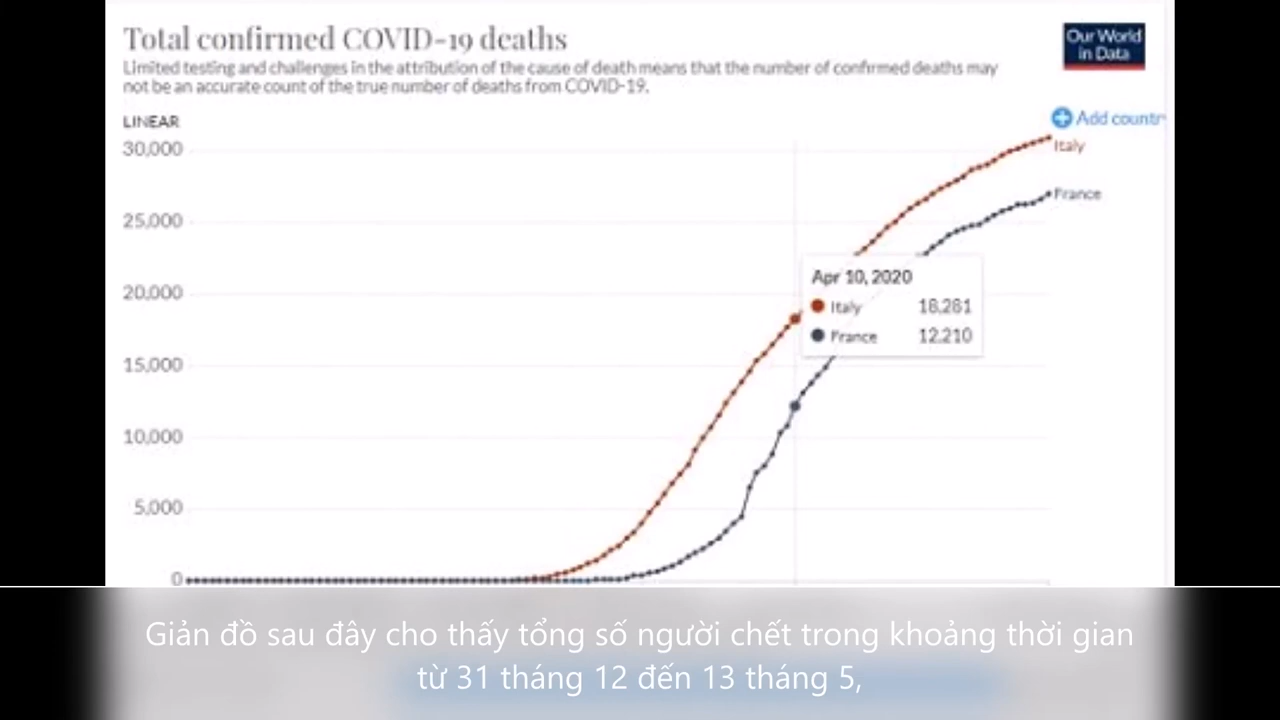 Total confirmed COVID-19 deaths
Our World
in Data
Limited testing and challenges in the attribution of the cause of death means that the number of confirmed deaths may
not be an accurate count of the true number of deaths from COVID-19.
LINEAR
Add country
30,000
Italy
France
25,000
20,000
Apr 10, 2020
Italy 18,281
France 12,210
15,000
10,000
5,000
0
Giản đồ sau đây cho thấy tổng số người chết trong khoảng thời gian
từ 31 tháng 12 đến 13 tháng 5,